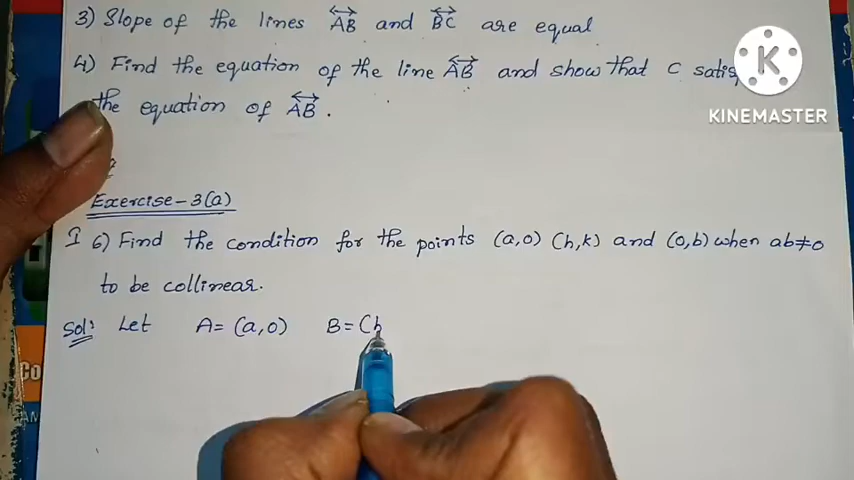 3) Slope of the lines AB and BC are equal
4) Find the equation of the line AB and show that C
KINEMASTER
the equation of AB.
Exercise-3(a)
I 6) Find the condition for the points (a,0) (h,k) and (0,b) when ab≠0
to be collinear.
Sol: Let A= (a,0) B= (h